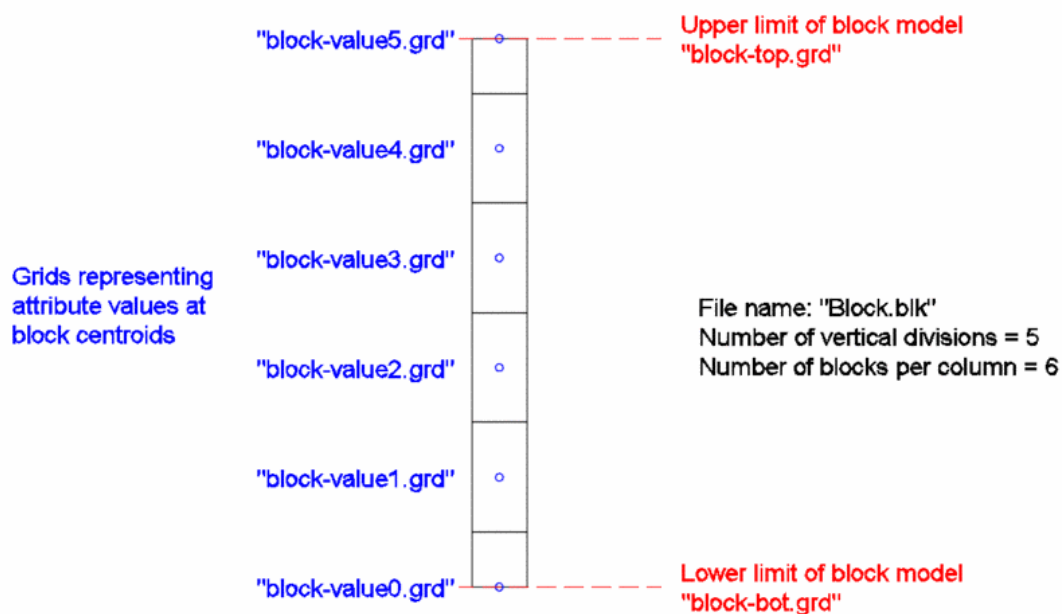 "block-value5.grd"
Upper limit of block model
"block-top.grd"
"block-value4.grd"
"block-value3.grd"
Grids representing
attribute values at
block centroids
File name: "Block.blk"
Number of vertical divisions = 5
Number of blocks per column = 6
"block-value2.grd"
"block-value1.grd"
"block-value0.grd"
Lower limit of block model
"block-bot.grd"